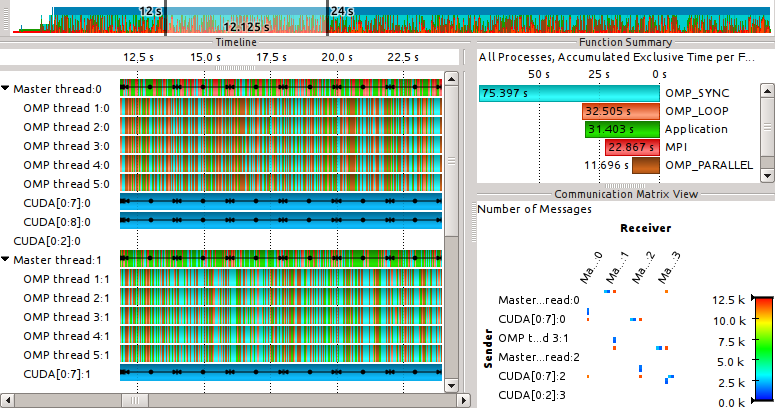 12 s
24 s
12.125 s
Timeline
12,5 s 15,0 s 17,5 s 20,0 s 22,5 s
Master thread:0
OMP thread 1:0
OMP thread 2:0
OMP thread 3:0
OMP thread 4:0
OMP thread 5:0
CUDA[0:7]:0
CUDA[0:8]:0
CUDA[0:2]:0
Master thread:1
OMP thread 1:1
OMP thread 2:1
OMP thread 3:1
OMP thread 4:1
OMP thread 5:1
CUDA[0:7]:1
Function Summary
All Processes, Accumulated Exclusive Time per F...
50 s 25 s 0 s
75.397 s OMP_SYNC
32.505 s OMP_LOOP
31.403 s Application
22.867 s MPI
11.696 s OMP_PARALLEL
Communication Matrix View
Number of Messages
Receiver
Ma...:0 Ma...:1 Ma...:2 Ma...:3
Sender
Master...read:0
CUDA[0:7]:0
OMP t...d 3:1
Master...read:2
CUDA[0:7]:2
CUDA[0:2]:3
12.5 k
10.0 k
7.5 k
5.0 k
2.5 k
0.0 k